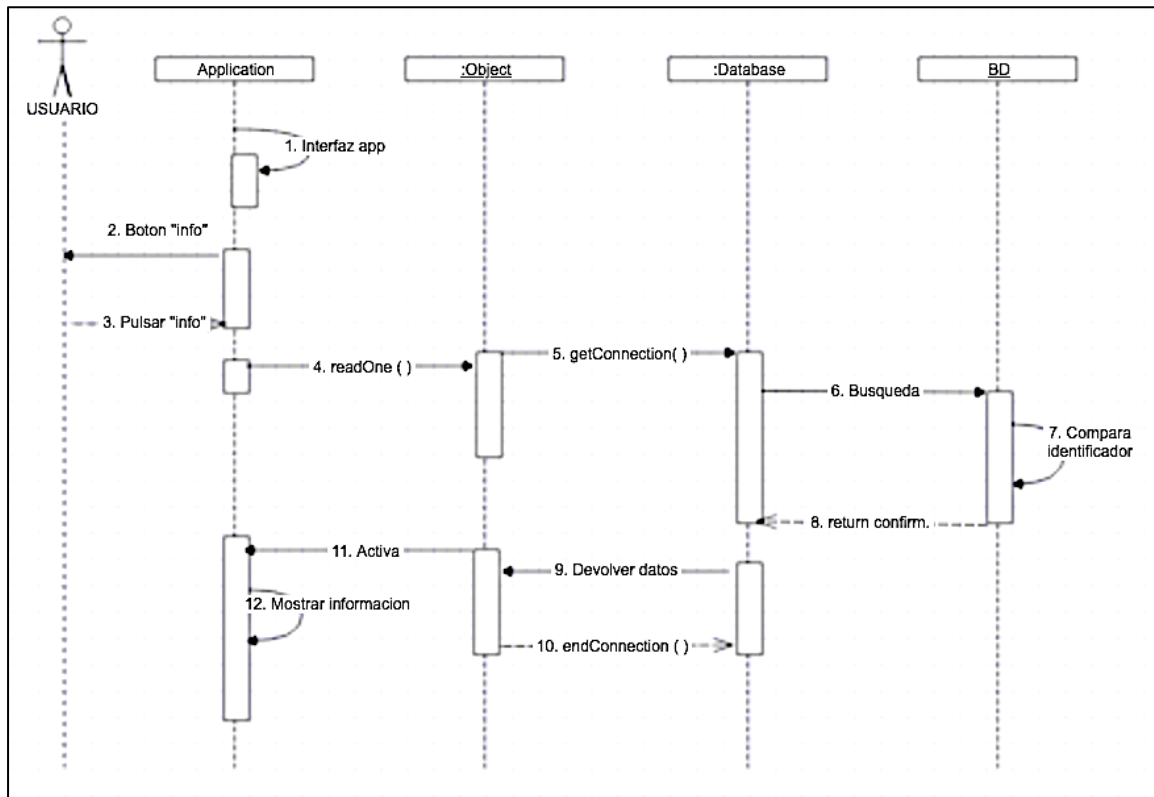 USUARIO
Application
:Object
:Database
BD
1. Interfaz app
2. Boton "info"
3. Pulsar "info"
4. readOne ( )
5. getConnection( )
6. Busqueda
7. Compara
identificador
8. return confirm.
11. Activa
9. Devolver datos
12. Mostrar informacion
10. endConnection ( )